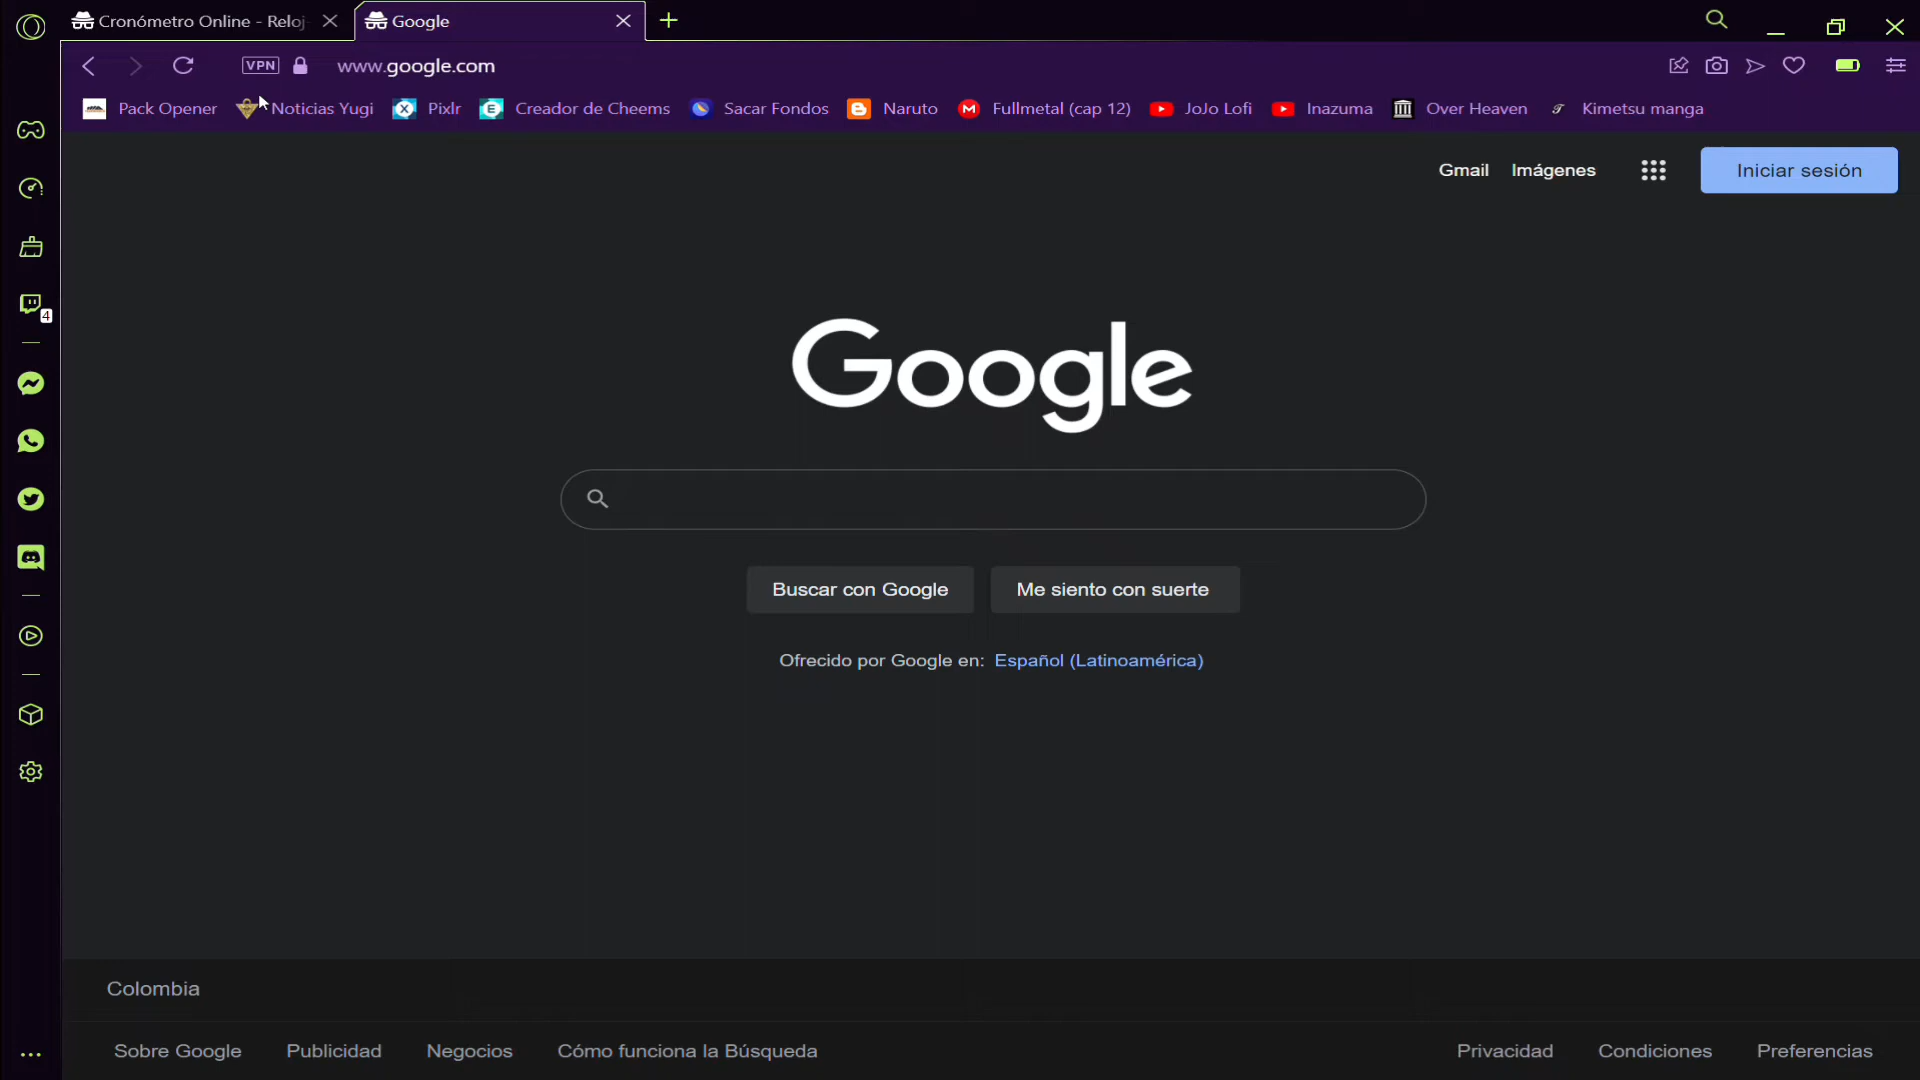 Cronómetro Online - Reloj
Google
VPN
www.google.com
Pack Opener
Noticias Yugi
Pixlr
Creador de Cheems
Sacar Fondos
Naruto
Fullmetal (cap 12)
JoJo Lofi
Inazuma
Over Heaven
Kimetsu manga
4
Gmail
Imágenes
Iniciar sesión
Google
Buscar con Google
Me siento con suerte
Ofrecido por Google en: Español (Latinoamérica)
Colombia
Sobre Google
Publicidad
Negocios
Cómo funciona la Búsqueda
Privacidad
Condiciones
Preferencias